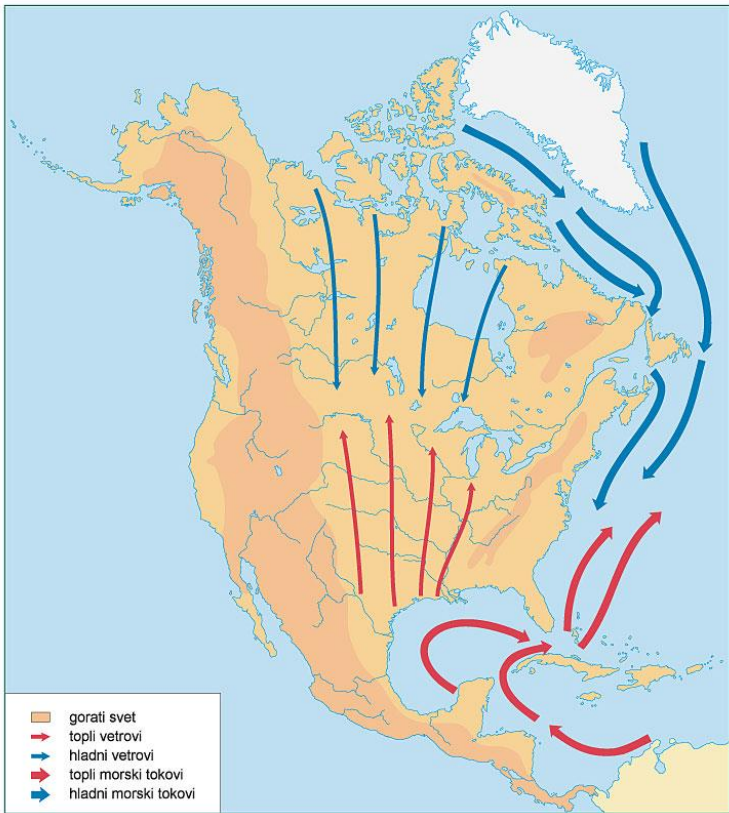 gorati svet
topli vetrovi
hladni vetrovi
topli morski tokovi
hladni morski tokovi